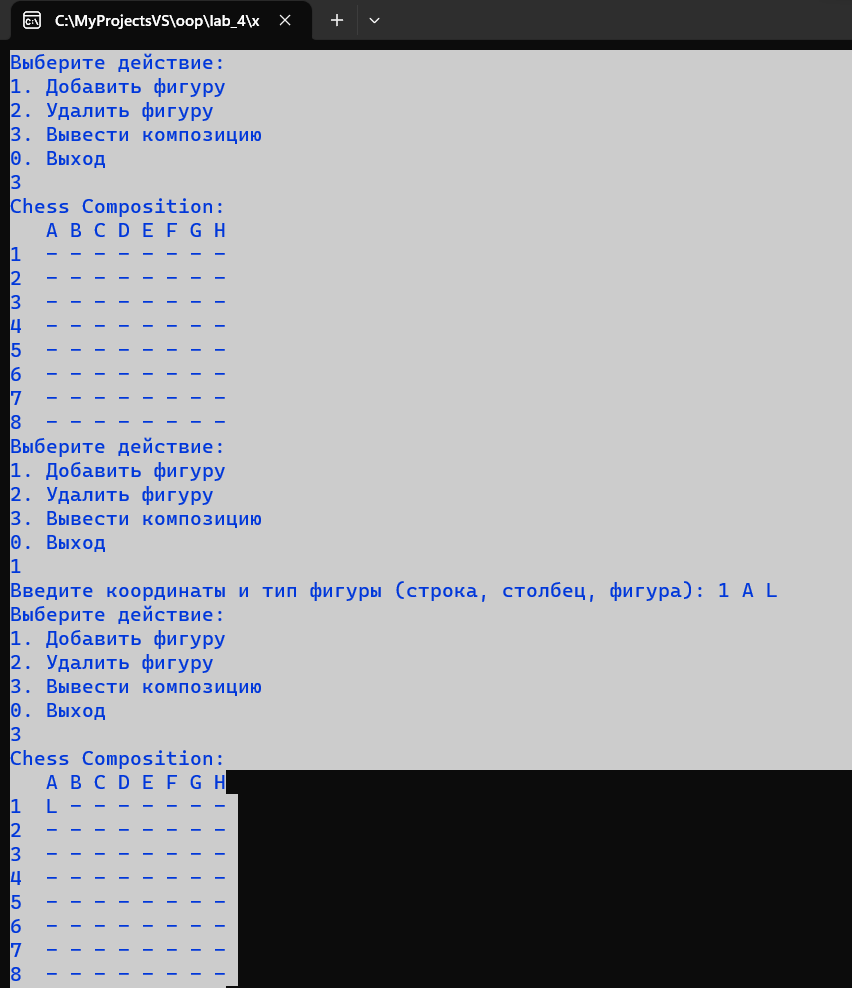 C:\MyProjectsVS\oop\lab_4\x
Выберите действие:
1. Добавить фигуру
2. Удалить фигуру
3. Вывести композицию
0. Выход
3
Chess Composition:
   A B C D E F G H
1  - - - - - - - -
2  - - - - - - - -
3  - - - - - - - -
4  - - - - - - - -
5  - - - - - - - -
6  - - - - - - - -
7  - - - - - - - -
8  - - - - - - - -
Выберите действие:
1. Добавить фигуру
2. Удалить фигуру
3. Вывести композицию
0. Выход
1
Введите координаты и тип фигуры (строка, столбец, фигура): 1 A L
Выберите действие:
1. Добавить фигуру
2. Удалить фигуру
3. Вывести композицию
0. Выход
3
Chess Composition:
   A B C D E F G H
1  L - - - - - - -
2  - - - - - - - -
3  - - - - - - - -
4  - - - - - - - -
5  - - - - - - - -
6  - - - - - - - -
7  - - - - - - - -
8  - - - - - - - -